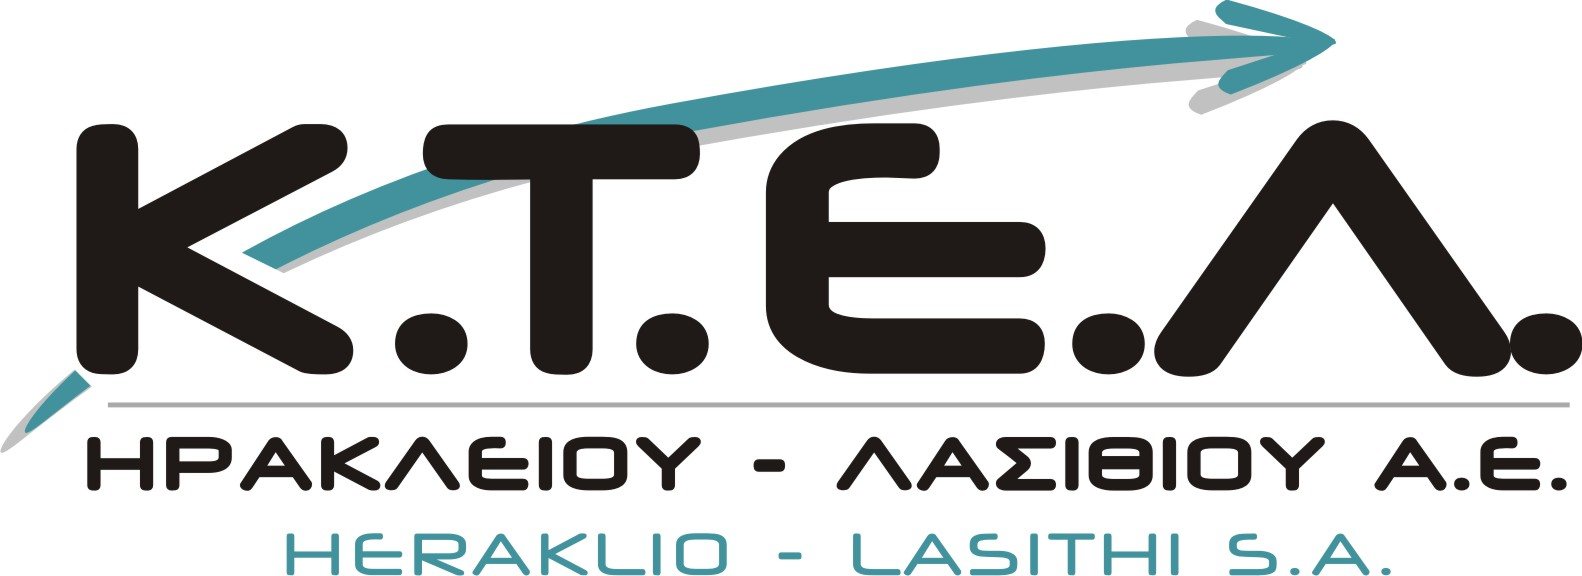 Κ.Τ.Ε.Λ.
ΗΡΑΚΛΕΙΟΥ - ΛΑΣΙΘΙΟΥ Α.Ε.
HERAKLIO - LASITHI S.A.